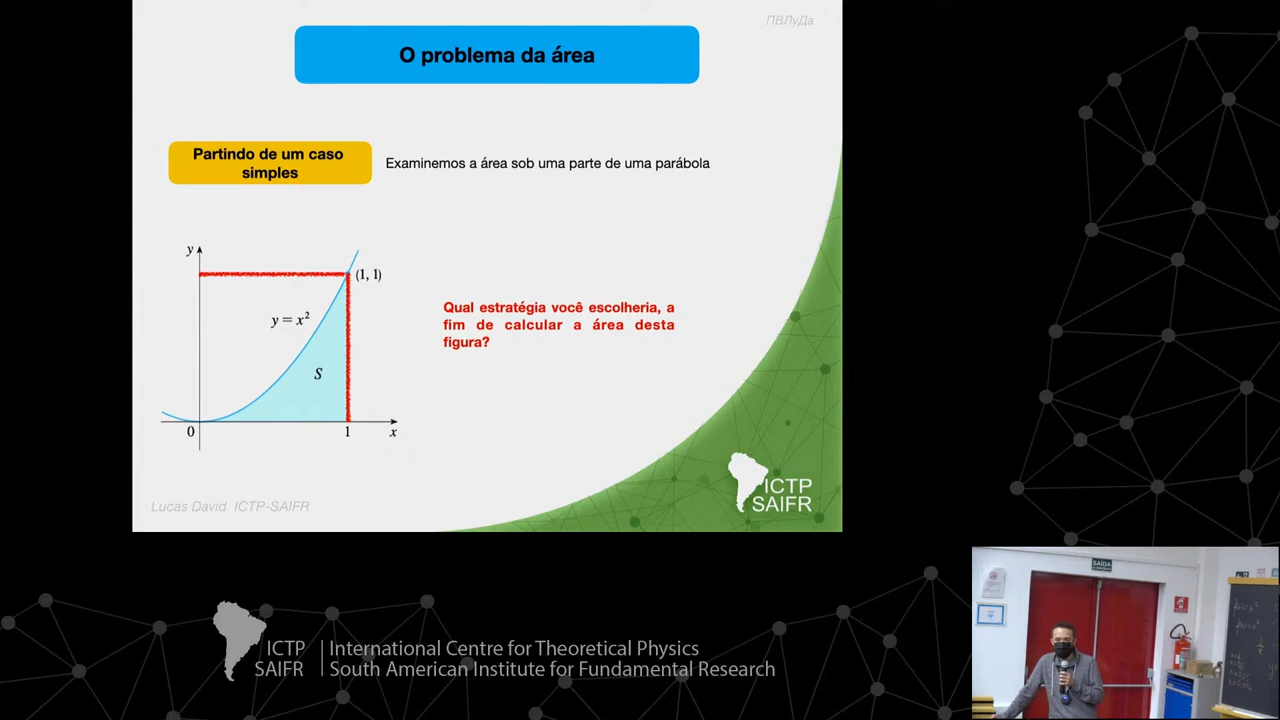 ПВЛуДа
O problema da área
Partindo de um caso
simples
Examinemos a área sob uma parte de uma parábola
y
(1, 1)
y = x²
S
0
1
x
Qual estratégia você escolheria, a
fim de calcular a área desta
figura?
Lucas David ICTP-SAIFR
ICTP
SAIFR
ICTP
SAIFR
International Centre for Theoretical Physics
South American Institute for Fundamental Research
SAÍDA